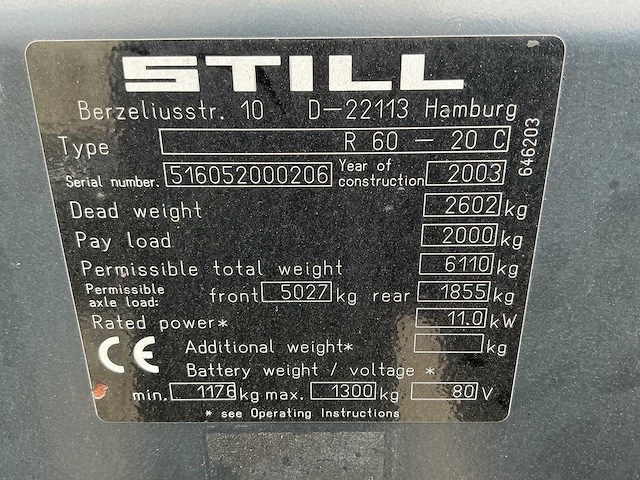 STILL
Berzeliusstr. 10 D-22113 Hamburg
Type R 60 - 20 C
Serial number. 516052000206 Year of construction 2003
Dead weight 2602 kg
Pay load 2000 kg
Permissible total weight 6110 kg
Permissible axle load: front 5027 kg rear 1855 kg
Rated power* 11.0 kW
CE Additional weight* kg
Battery weight / voltage *
min. 1176 kg max. 1300 kg 80 V
* see Operating Instructions
646203